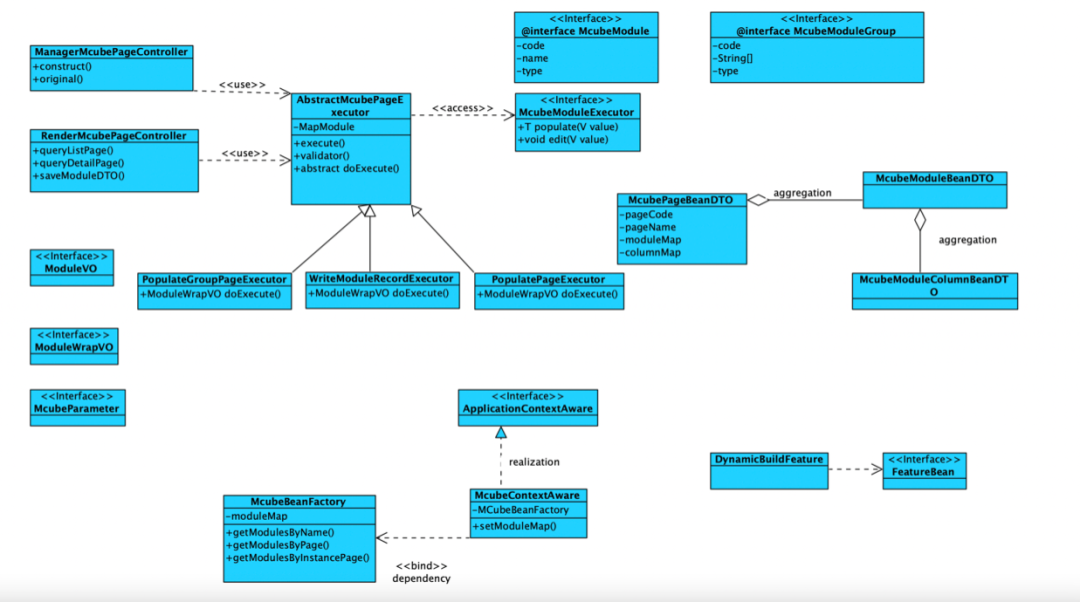 <<Interface>>
@interface McubeModule
-code
-name
-type
<<Interface>>
@interface McubeModuleGroup
-code
-String[]
-type
ManagerMcubePageController
+construct()
+original()
<<use>>
AbstractMcubePageE
xecutor
-MapModule
+execute()
+validator()
+abstract doExecute()
<<access>>
<<Interface>>
McubeModuleExecutor
+T populate(V value)
+void edit(V value)
RenderMcubePageController
+queryListPage()
+queryDetailPage()
+saveModuleDTO()
<<use>>
McubePageBeanDTO
-pageCode
-pageName
-moduleMap
-columnMap
aggregation
McubeModuleBeanDTO
aggregation
McubeModuleColumnBeanDT
O
<<Interface>>
ModuleVO
PopulateGroupPageExecutor
+ModuleWrapVO doExecute()
WriteModuleRecordExecutor
+ModuleWrapVO doExecute()
PopulatePageExecutor
+ModuleWrapVO doExecute()
<<Interface>>
ModuleWrapVO
<<Interface>>
McubeParameter
<<Interface>>
ApplicationContextAware
realization
DynamicBuildFeature
<<Interface>>
FeatureBean
McubeBeanFactory
-moduleMap
+getModulesByName()
+getModulesByPage()
+getModulesByInstancePage()
McubeContextAware
-MCubeBeanFactory
+setModuleMap()
<<bind>>
dependency